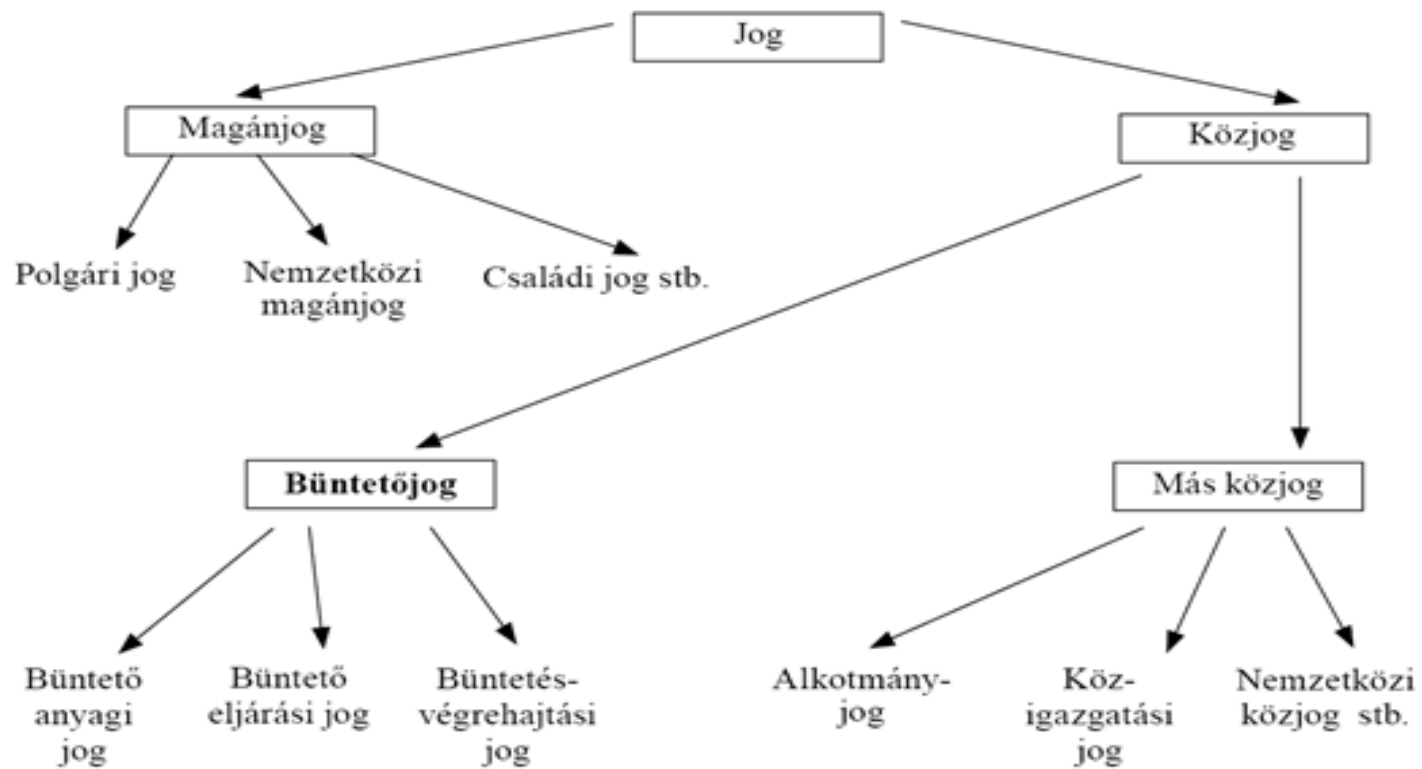 Jog
Magánjog
Közjog
Polgári jog
Nemzetközi
magánjog
Családi jog stb.
Büntetőjog
Más közjog
Büntető
anyagi
jog
Büntető
eljárási jog
Büntetés-
végrehajtási
jog
Alkotmány-
jog
Köz-
igazgatási
jog
Nemzetközi
közjog stb.